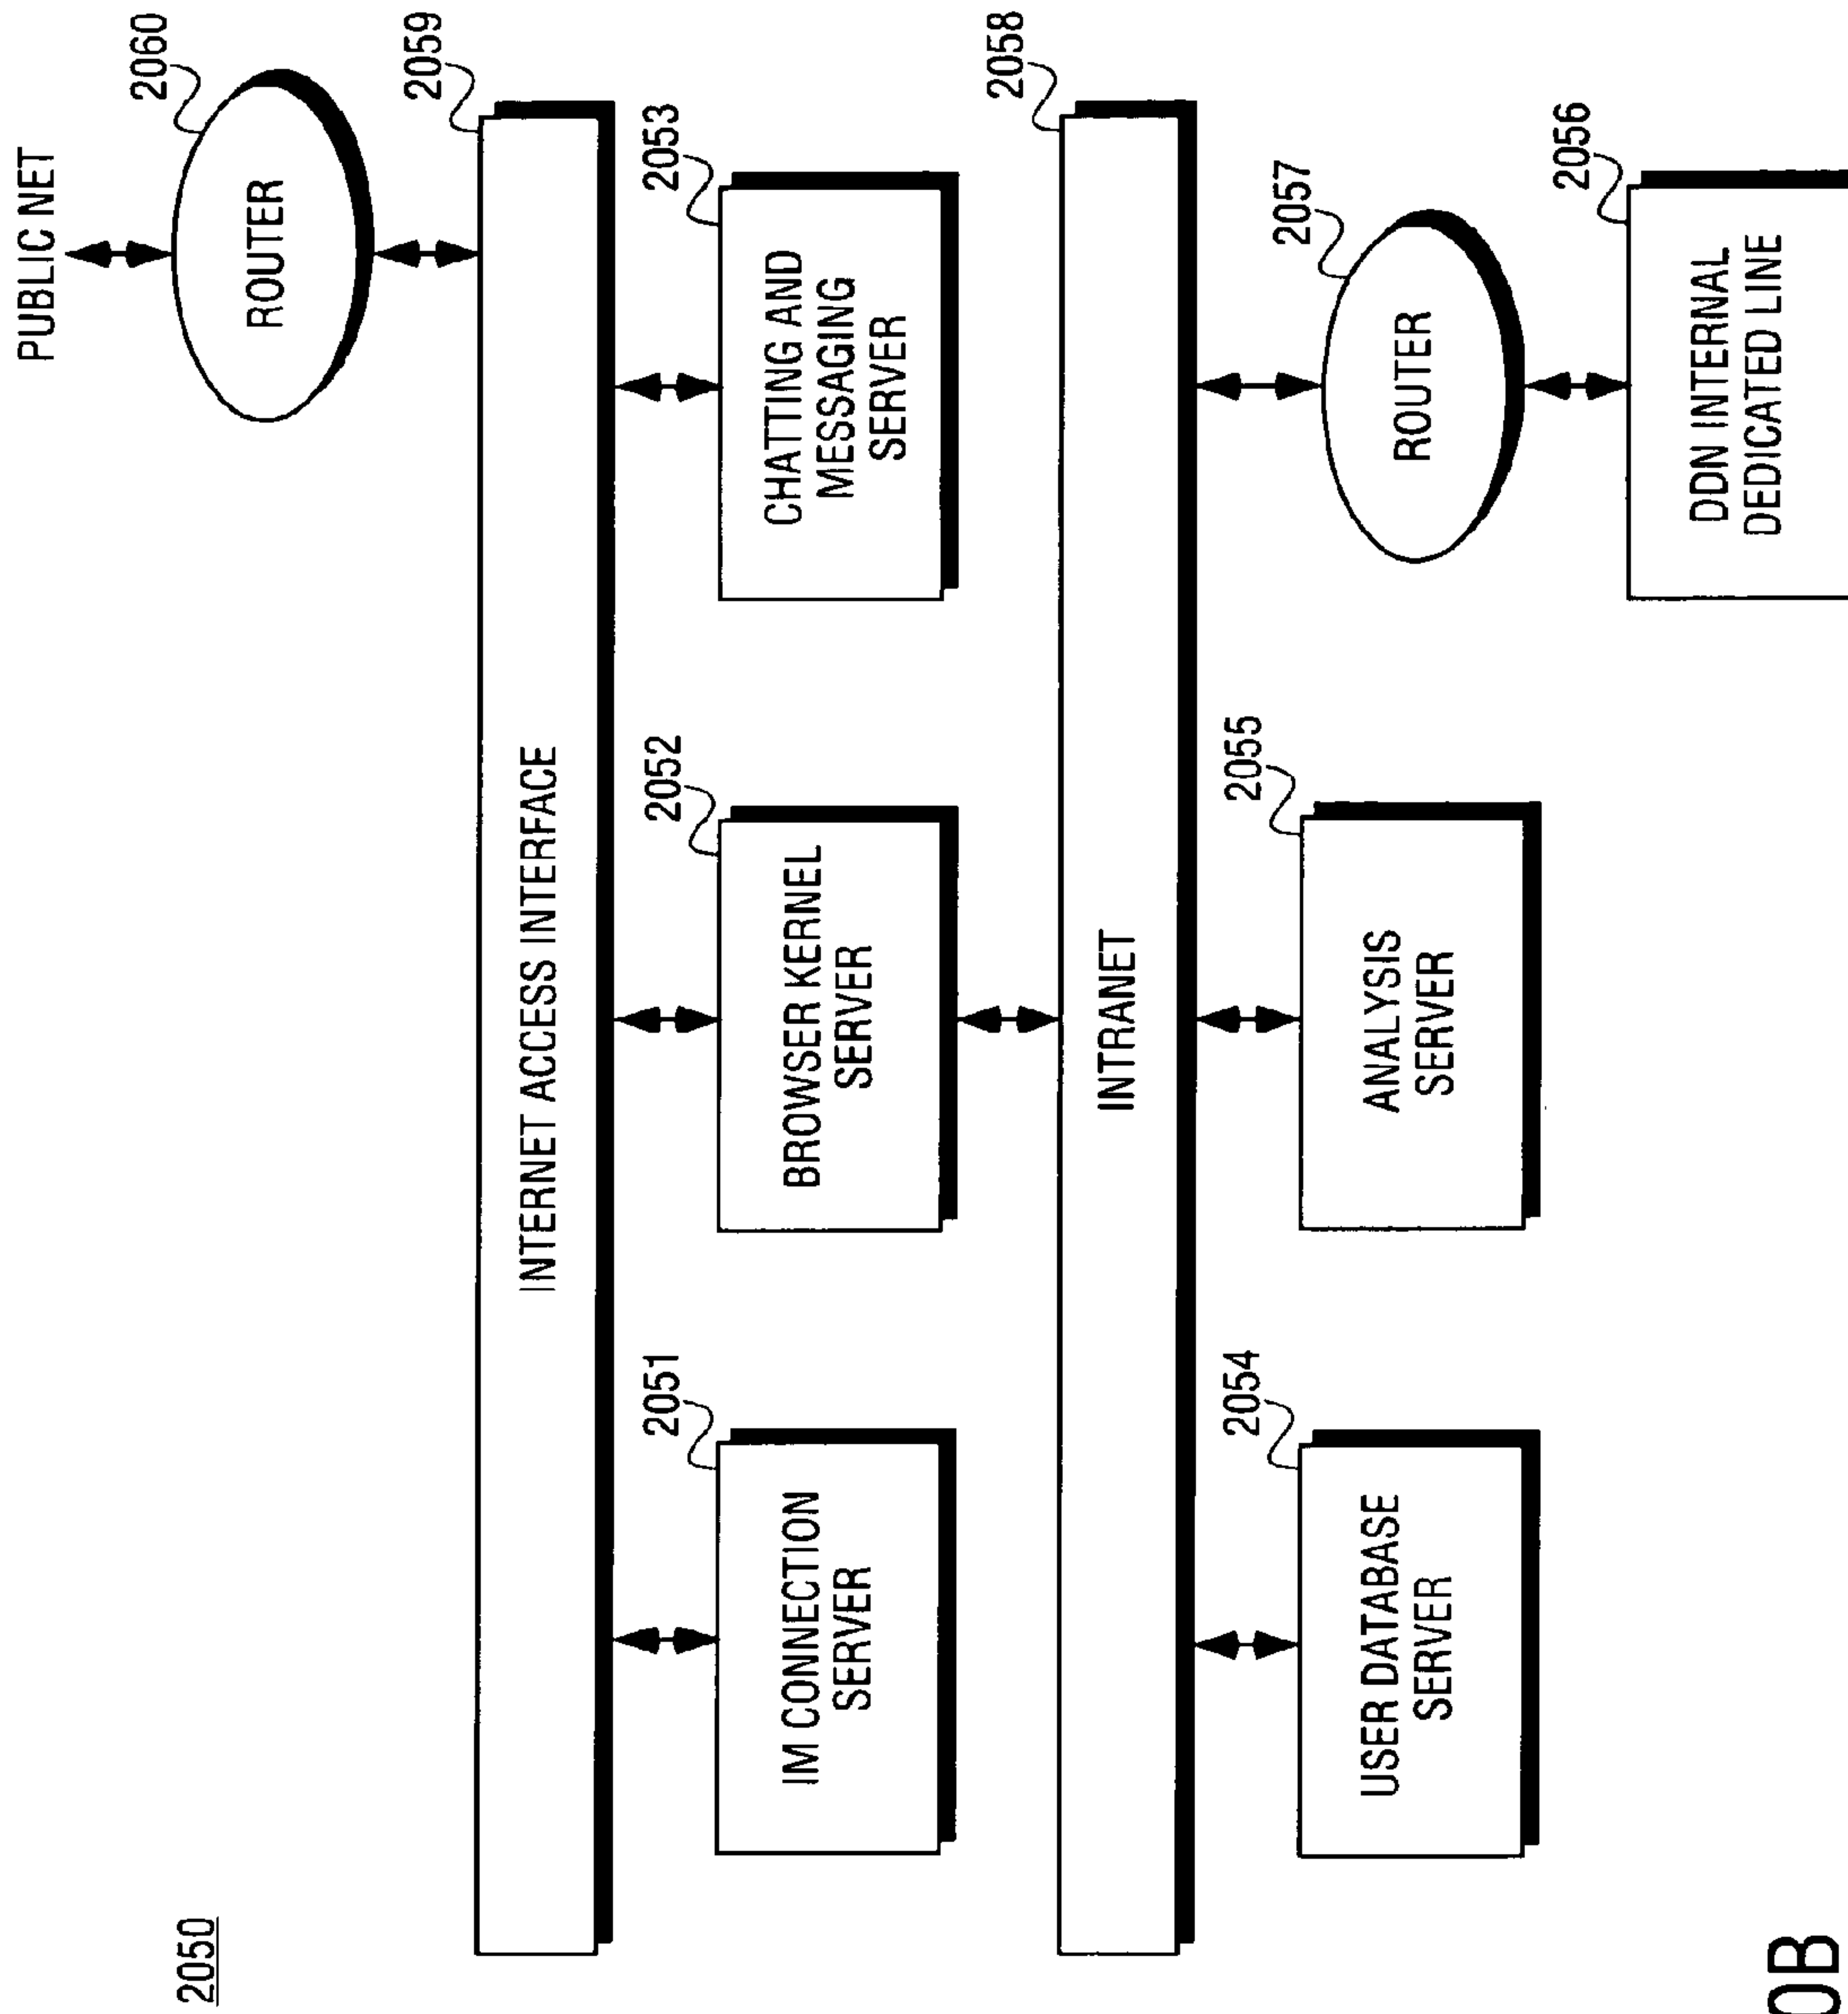 2050
PUBLIC NET
2060
ROUTER
2059
INTERNET ACCESS INTERFACE
2051
IM CONNECTION
SERVER
2052
BROWSER KERNEL
SERVER
2053
CHATTING AND
MESSAGING
SERVER
2058
INTRANET
2054
USER DATABASE
SERVER
2055
ANALYSIS
SERVER
2057
ROUTER
2056
DDN INTERNAL
DEDICATED LINE
0B